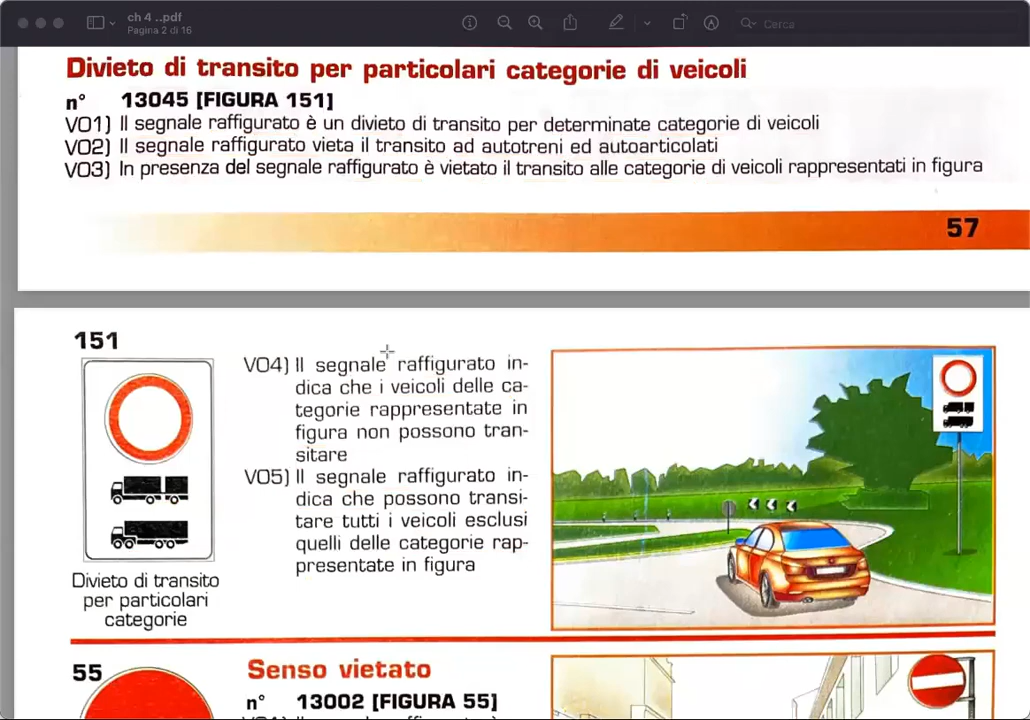 ch 4 ..pdf
Pagina 2 di 16
Cerca
Divieto di transito per particolari categorie di veicoli
n° 13045 [FIGURA 151]
V01) Il segnale raffigurato è un divieto di transito per determinate categorie di veicoli
V02) Il segnale raffigurato vieta il transito ad autotreni ed autoarticolati
V03) In presenza del segnale raffigurato è vietato il transito alle categorie di veicoli rappresentati in figura
57
151
Divieto di transito
per particolari
categorie
V04) Il segnale raffigurato in-
dica che i veicoli delle ca-
tegorie rappresentate in
figura non possono tran-
sitare
V05) Il segnale raffigurato in-
dica che possono transi-
tare tutti i veicoli esclusi
quelli delle categorie rap-
presentate in figura
55
Senso vietato
n° 13002 [FIGURA 55]